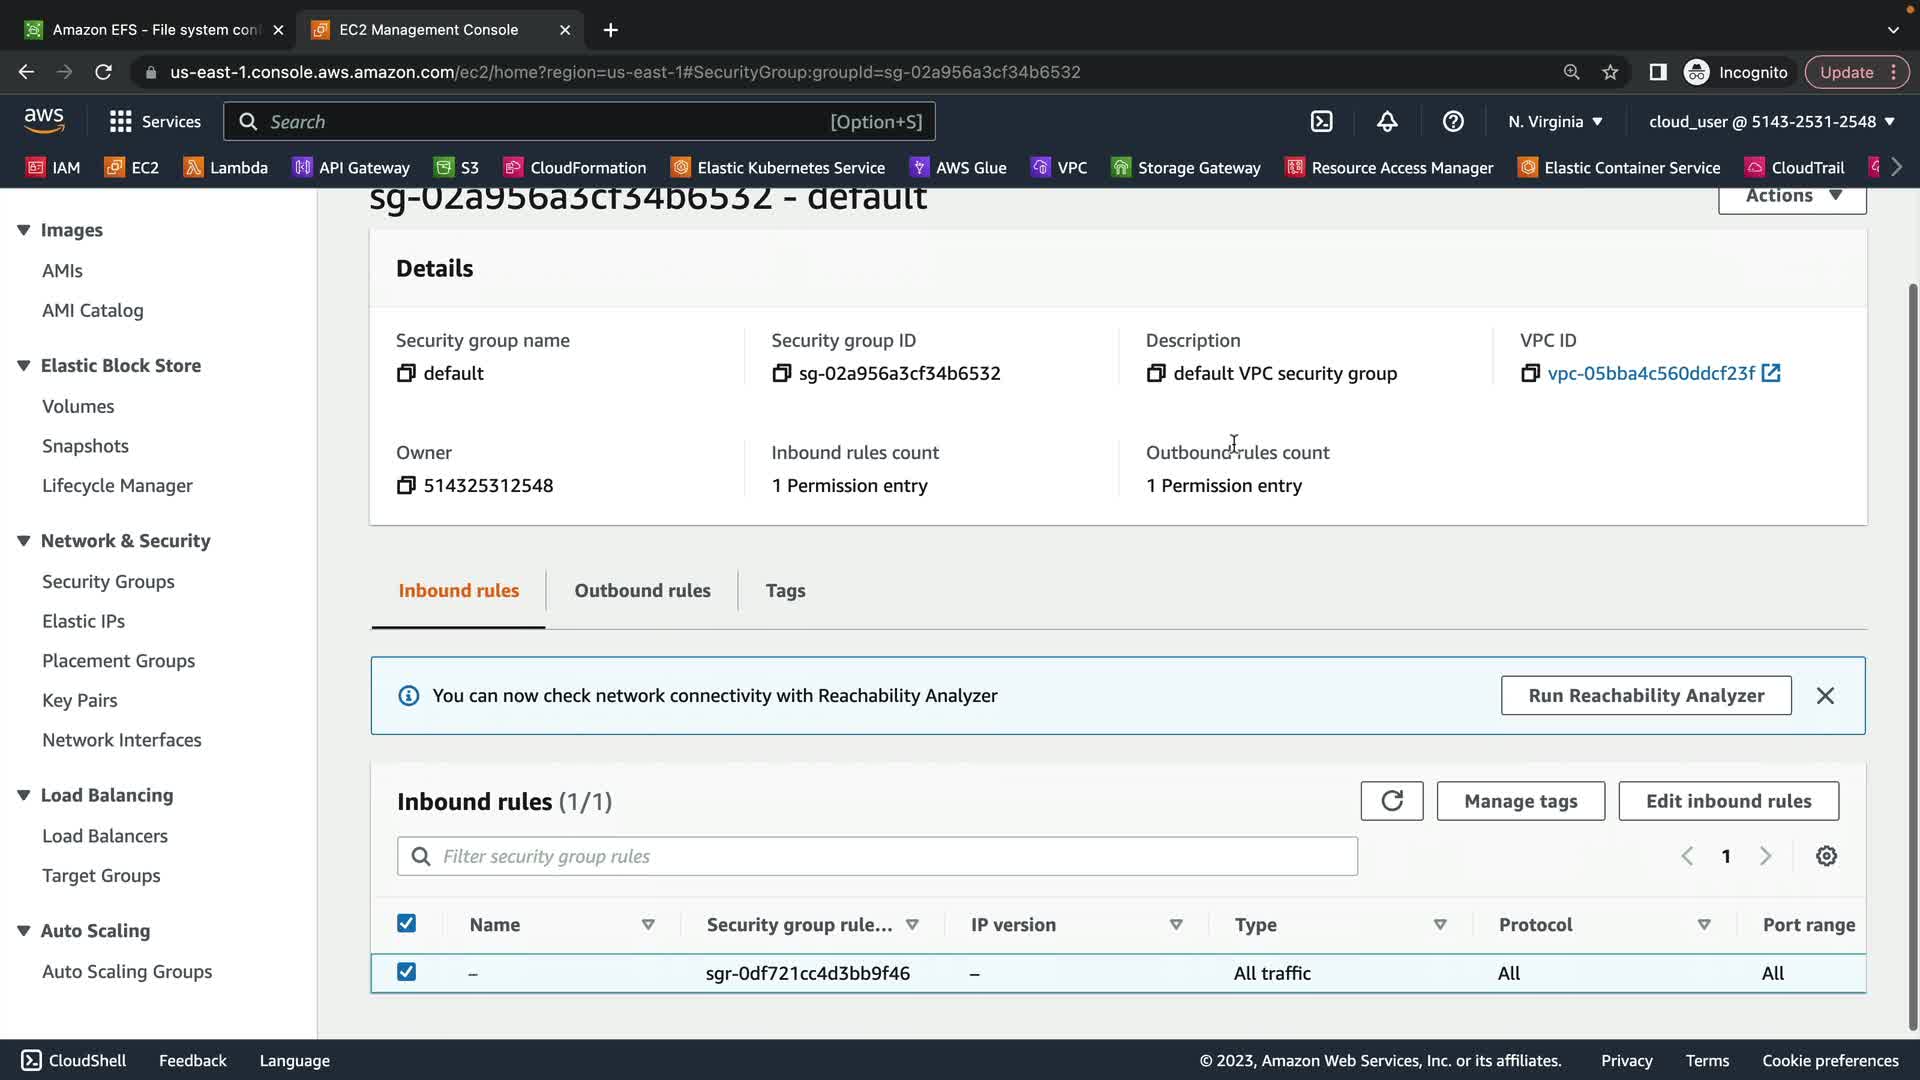 Amazon EFS - File system con
EC2 Management Console
us-east-1.console.aws.amazon.com/ec2/home?region=us-east-1#SecurityGroup:groupId=sg-02a956a3cf34b6532
Incognito
Update
aws
Services
Search
[Option+S]
N. Virginia
cloud_user @ 5143-2531-2548
IAM
EC2
Lambda
API Gateway
S3
CloudFormation
Elastic Kubernetes Service
AWS Glue
VPC
Storage Gateway
Resource Access Manager
Elastic Container Service
CloudTrail
Images
AMIs
AMI Catalog
Elastic Block Store
Volumes
Snapshots
Lifecycle Manager
Network & Security
Security Groups
Elastic IPs
Placement Groups
Key Pairs
Network Interfaces
Load Balancing
Load Balancers
Target Groups
Auto Scaling
Auto Scaling Groups
sg-02a956a3cf34b6532 - default
Actions
Details
Security group name
default
Security group ID
sg-02a956a3cf34b6532
Description
default VPC security group
VPC ID
vpc-05bba4c560ddcf23f
Owner
514325312548
Inbound rules count
1 Permission entry
Outbound rules count
1 Permission entry
Inbound rules
Outbound rules
Tags
You can now check network connectivity with Reachability Analyzer
Run Reachability Analyzer
Inbound rules (1/1)
Manage tags
Edit inbound rules
Filter security group rules
1
Name
Security group rule...
IP version
Type
Protocol
Port range
–
sgr-0df721cc4d3bb9f46
–
All traffic
All
All
CloudShell
Feedback
Language
© 2023, Amazon Web Services, Inc. or its affiliates.
Privacy
Terms
Cookie preferences